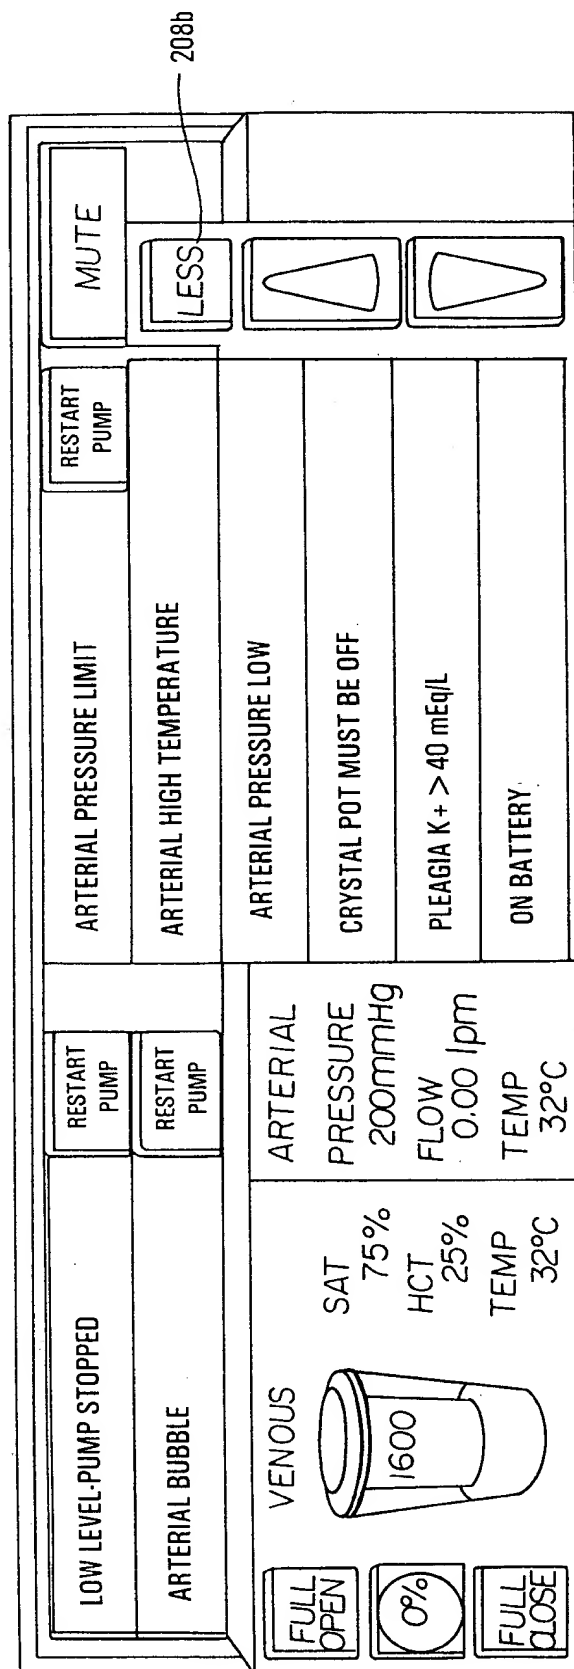 LOW LEVEL-PUMP STOPPED
RESTART
PUMP
ARTERIAL BUBBLE
RESTART
PUMP
ARTERIAL PRESSURE LIMIT
RESTART
PUMP
MUTE
ARTERIAL HIGH TEMPERATURE
LESS
208b
ARTERIAL PRESSURE LOW
CRYSTAL POT MUST BE OFF
PLEAGIA K+ >40 mEq/L
ON BATTERY
FULL
OPEN
0%
FULL
CLOSE
VENOUS
1600
SAT
75%
HCT
25%
TEMP
32°C
ARTERIAL
PRESSURE
200mmHg
FLOW
0.00 lpm
TEMP
32°C